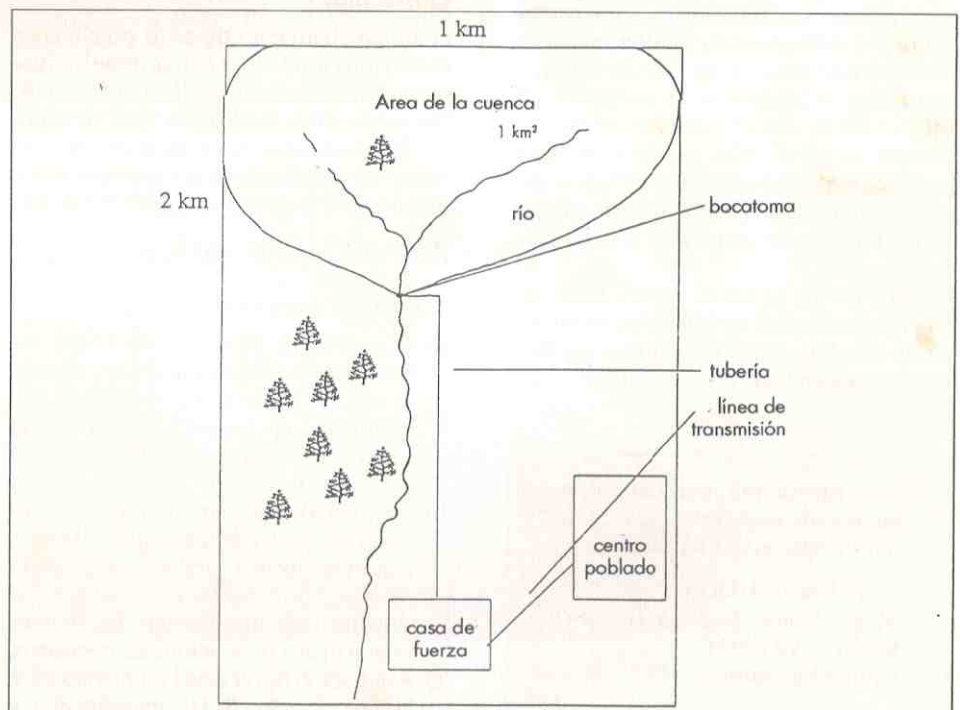 1 km
Area de la cuenca
1 km²
2 km
río
bocatoma
tubería
línea de
transmisión
centro
poblado
casa de
fuerza